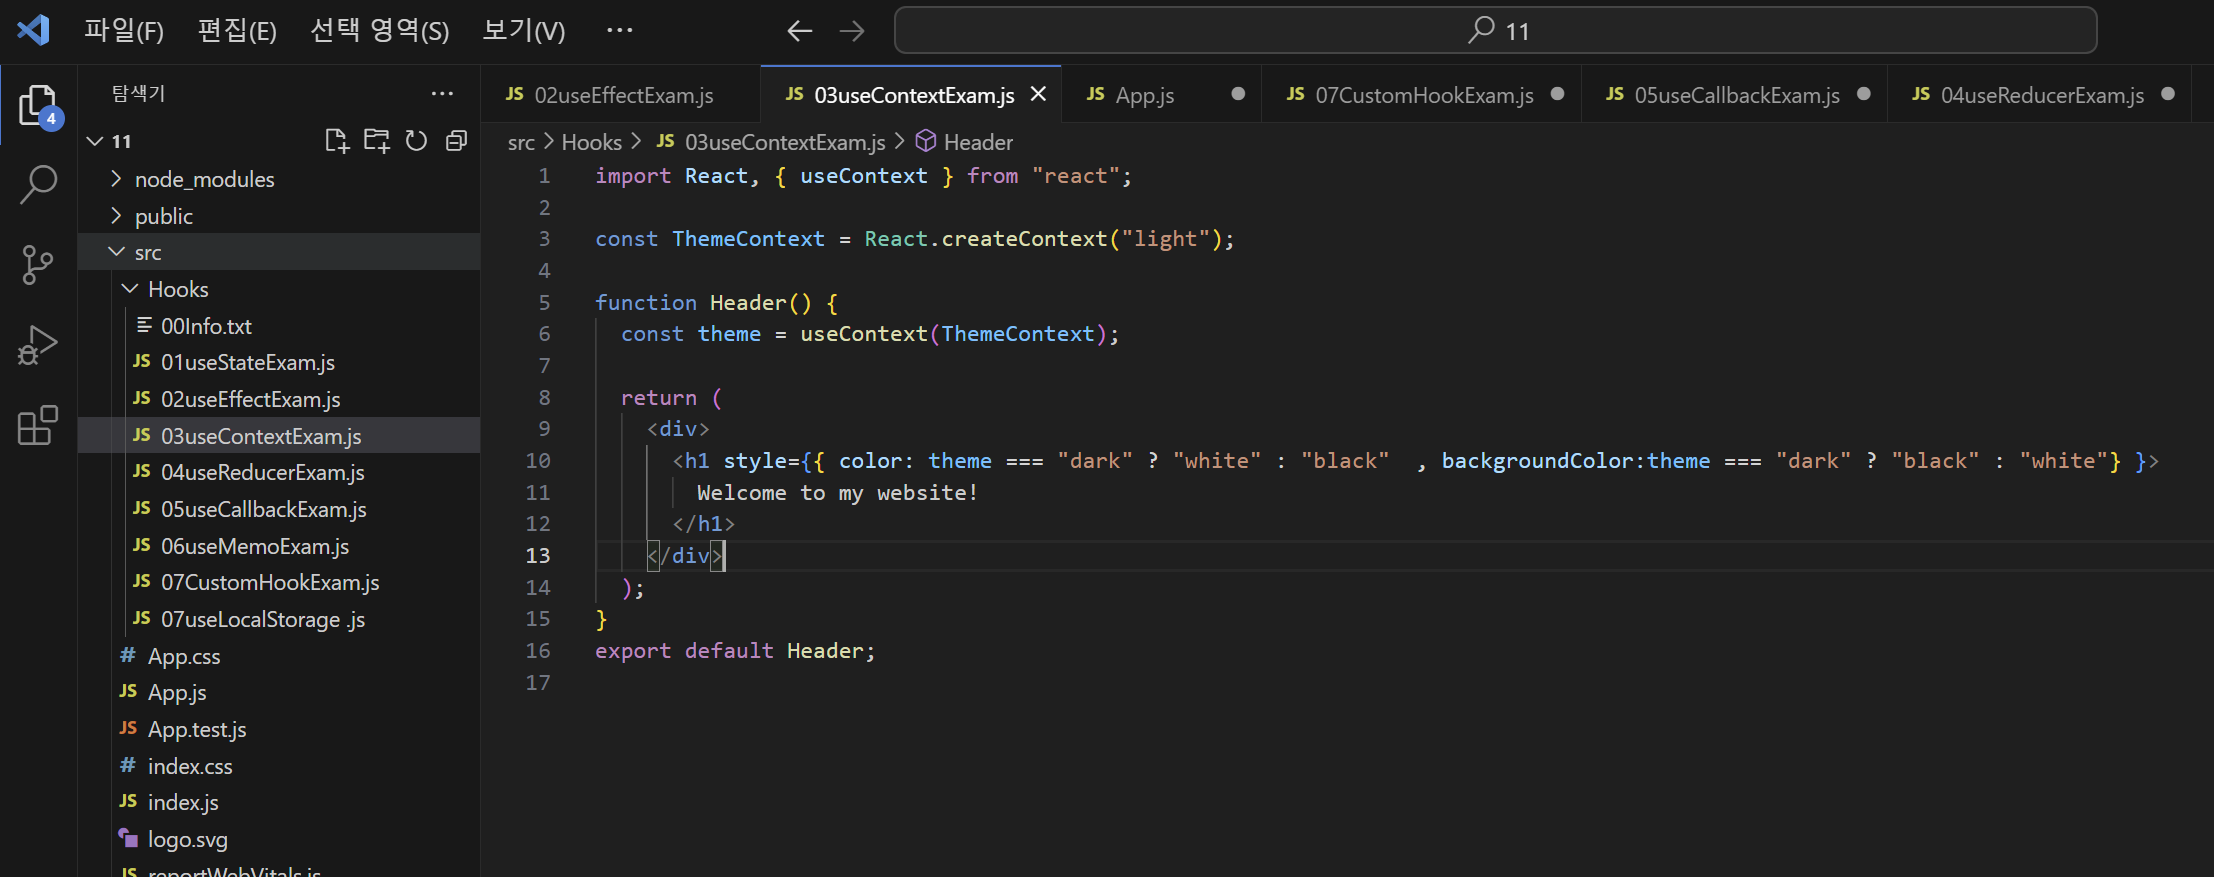 파일(F) 편집(E) 선택 영역(S) 보기(V) ··· 11
탐색기 ···
4
11
node_modules
public
src
Hooks
00Info.txt
JS 01useStateExam.js
JS 02useEffectExam.js
JS 03useContextExam.js
JS 04useReducerExam.js
JS 05useCallbackExam.js
JS 06useMemoExam.js
JS 07CustomHookExam.js
JS 07useLocalStorage .js
# App.css
JS App.js
JS App.test.js
# index.css
JS index.js
logo.svg
JS reportWebVitals.js
JS 02useEffectExam.js JS 03useContextExam.js JS App.js JS 07CustomHookExam.js JS 05useCallbackExam.js JS 04useReducerExam.js
src > Hooks > JS 03useContextExam.js > Header
1 import React, { useContext } from "react";
2
3 const ThemeContext = React.createContext("light");
4
5 function Header() {
6 const theme = useContext(ThemeContext);
7
8 return (
9 <div>
10 <h1 style={{ color: theme === "dark" ? "white" : "black"  , backgroundColor:theme === "dark" ? "black" : "white"} }>
11 Welcome to my website!
12 </h1>
13 </div>
14 );
15 }
16 export default Header;
17